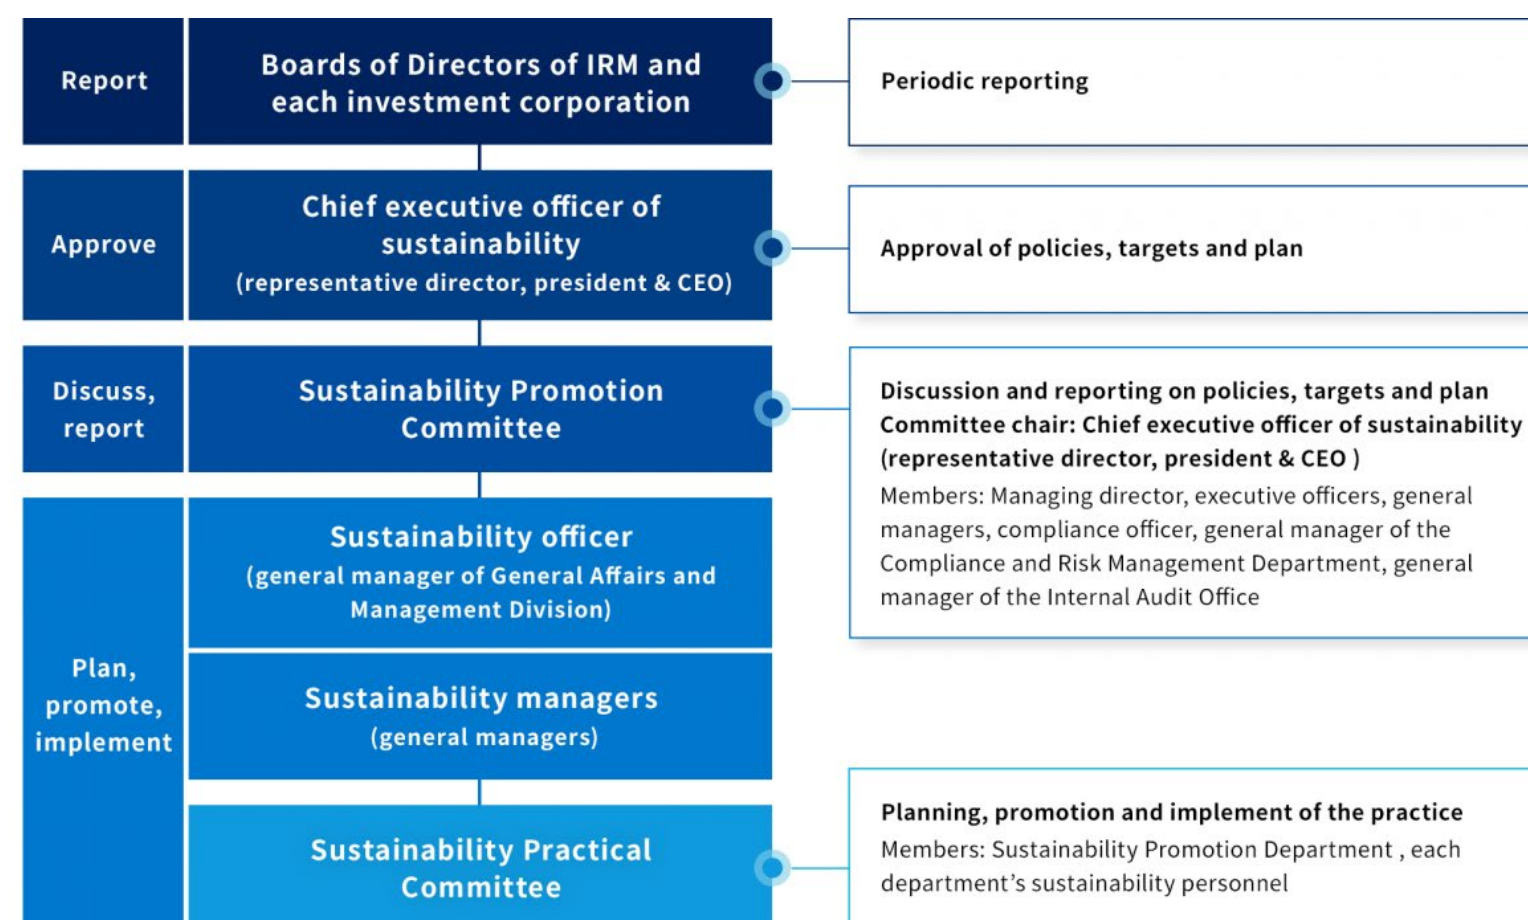 Report
Boards of Directors of IRM and
each investment corporation
Periodic reporting
Approve
Chief executive officer of
sustainability
(representative director, president & CEO)
Approval of policies, targets and plan
Discuss,
report
Sustainability Promotion
Committee
Discussion and reporting on policies, targets and plan
Committee chair: Chief executive officer of sustainability
(representative director, president & CEO )
Members: Managing director, executive officers, general
managers, compliance officer, general manager of the
Compliance and Risk Management Department, general
manager of the Internal Audit Office
Plan,
promote,
implement
Sustainability officer
(general manager of General Affairs and
Management Division)
Sustainability managers
(general managers)
Sustainability Practical
Committee
Planning, promotion and implement of the practice
Members: Sustainability Promotion Department , each
department’s sustainability personnel